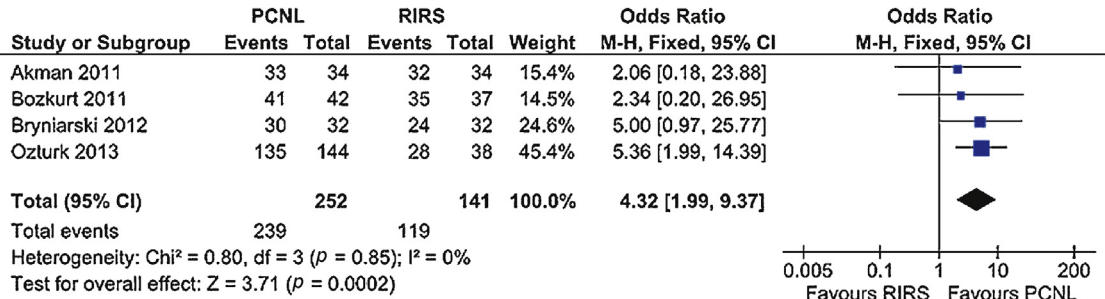 PCNL RIRS Odds Ratio Odds Ratio
Study or Subgroup Events Total Events Total Weight M-H, Fixed, 95% CI M-H, Fixed, 95% CI
Akman 2011 33 34 32 34 15.4% 2.06 [0.18, 23.88]
Bozkurt 2011 41 42 35 37 14.5% 2.34 [0.20, 26.95]
Bryniarski 2012 30 32 24 32 24.6% 5.00 [0.97, 25.77]
Ozturk 2013 135 144 28 38 45.4% 5.36 [1.99, 14.39]
Total (95% CI) 252 141 100.0% 4.32 [1.99, 9.37]
Total events 239 119
Heterogeneity: Chi² = 0.80, df = 3 (p = 0.85); I² = 0%
Test for overall effect: Z = 3.71 (p = 0.0002)
0.005 0.1 1 10 200
Favours RIRS Favours PCNL